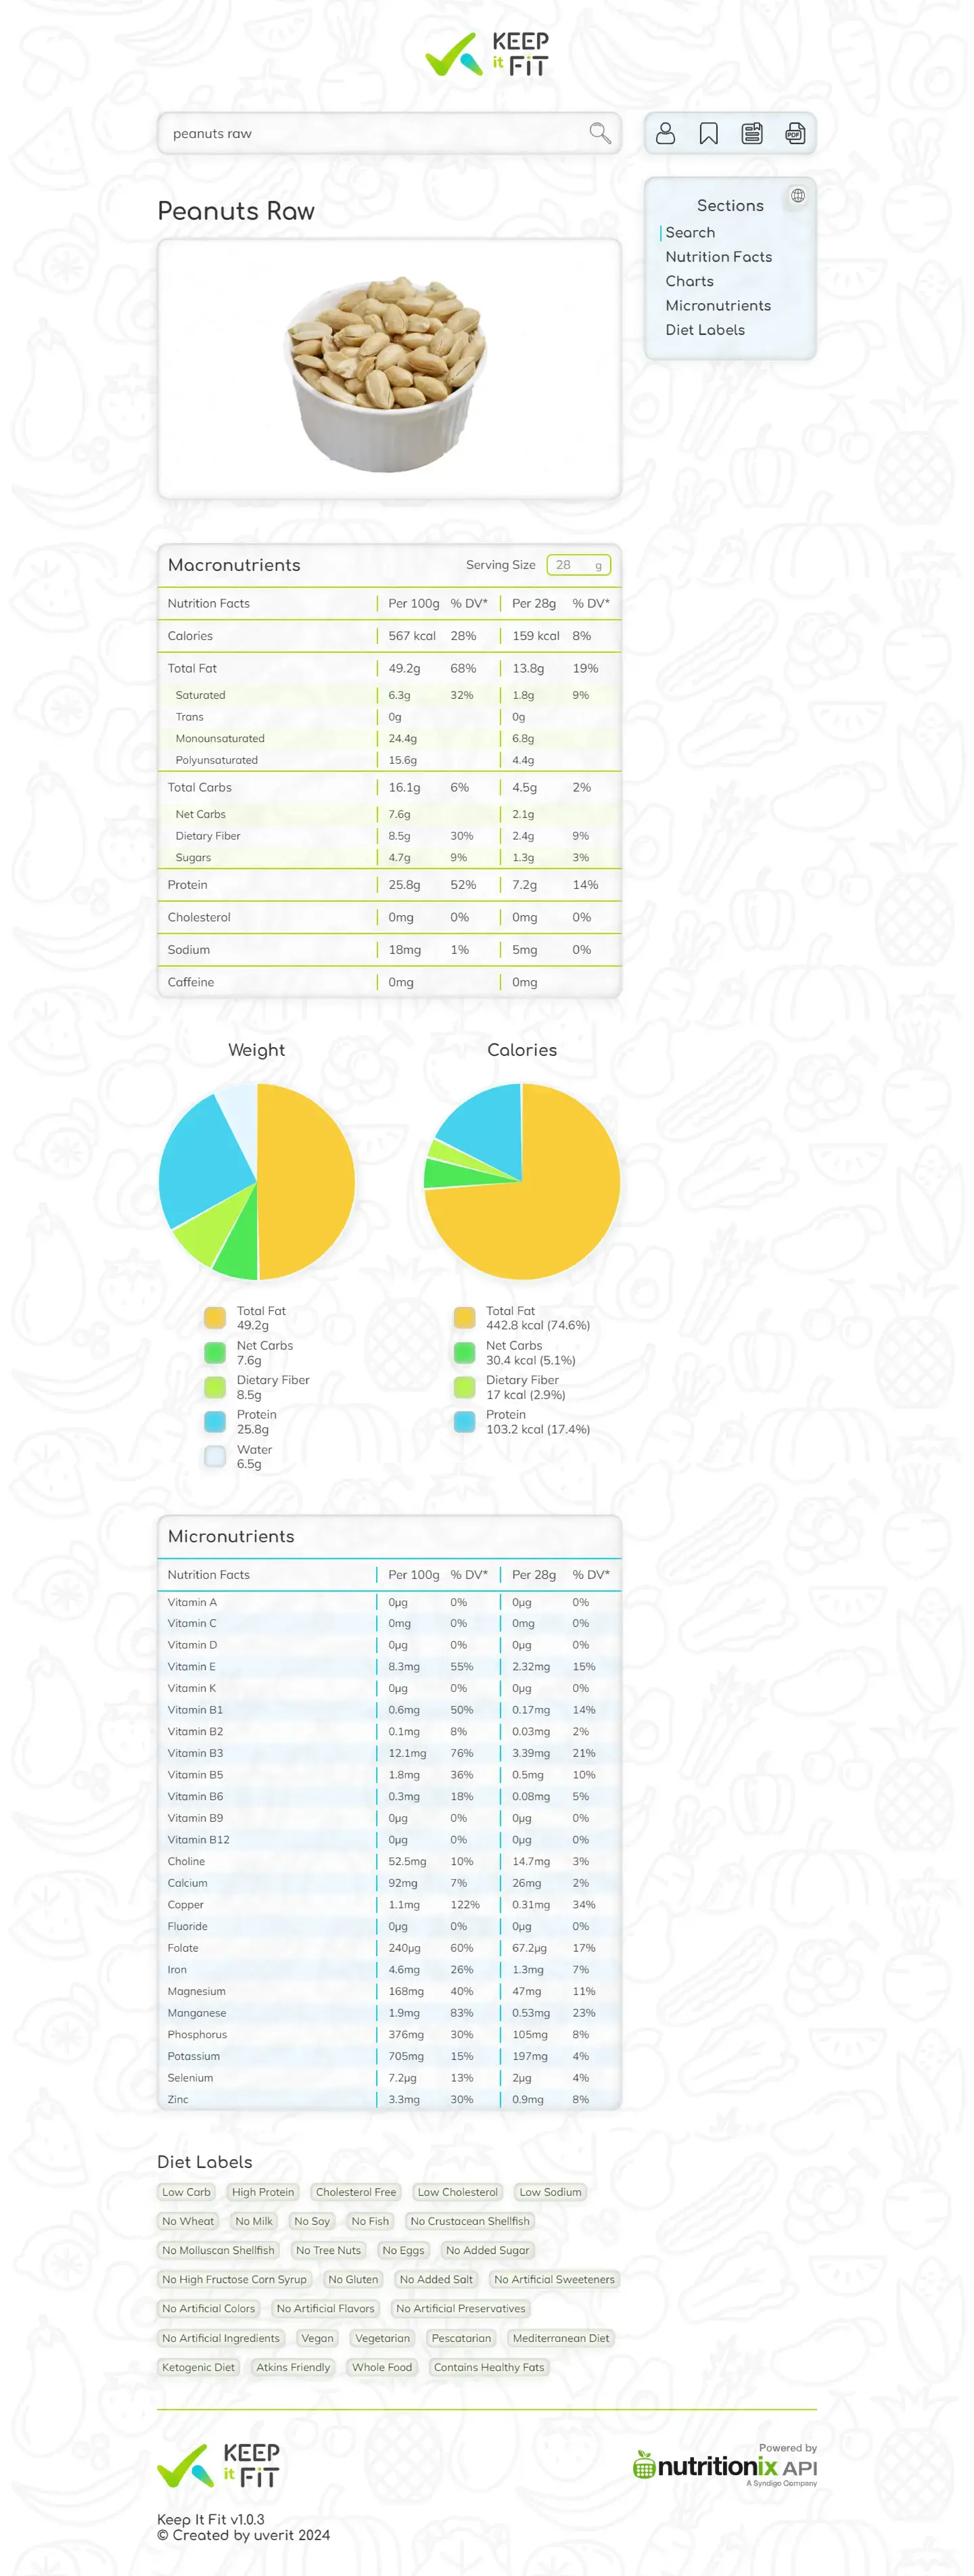 KEEP
it FiT
peanuts raw
PDF
Sections
Search
Nutrition Facts
Charts
Micronutrients
Diet Labels
Peanuts Raw
Macronutrients Serving Size 28 g
Nutrition Facts Per 100g % DV* Per 28g % DV*
Calories 567 kcal 28% 159 kcal 8%
Total Fat 49.2g 68% 13.8g 19%
Saturated 6.3g 32% 1.8g 9%
Trans 0g 0g
Monounsaturated 24.4g 6.8g
Polyunsaturated 15.6g 4.4g
Total Carbs 16.1g 6% 4.5g 2%
Net Carbs 7.6g 2.1g
Dietary Fiber 8.5g 30% 2.4g 9%
Sugars 4.7g 9% 1.3g 3%
Protein 25.8g 52% 7.2g 14%
Cholesterol 0mg 0% 0mg 0%
Sodium 18mg 1% 5mg 0%
Caffeine 0mg 0mg
Weight
Total Fat
49.2g
Net Carbs
7.6g
Dietary Fiber
8.5g
Protein
25.8g
Water
6.5g
Calories
Total Fat
442.8 kcal (74.6%)
Net Carbs
30.4 kcal (5.1%)
Dietary Fiber
17 kcal (2.9%)
Protein
103.2 kcal (17.4%)
Micronutrients
Nutrition Facts Per 100g % DV* Per 28g % DV*
Vitamin A 0µg 0% 0µg 0%
Vitamin C 0mg 0% 0mg 0%
Vitamin D 0µg 0% 0µg 0%
Vitamin E 8.3mg 55% 2.32mg 15%
Vitamin K 0µg 0% 0µg 0%
Vitamin B1 0.6mg 50% 0.17mg 14%
Vitamin B2 0.1mg 8% 0.03mg 2%
Vitamin B3 12.1mg 76% 3.39mg 21%
Vitamin B5 1.8mg 36% 0.5mg 10%
Vitamin B6 0.3mg 18% 0.08mg 5%
Vitamin B9 0µg 0% 0µg 0%
Vitamin B12 0µg 0% 0µg 0%
Choline 52.5mg 10% 14.7mg 3%
Calcium 92mg 7% 26mg 2%
Copper 1.1mg 122% 0.31mg 34%
Fluoride 0µg 0% 0µg 0%
Folate 240µg 60% 67.2µg 17%
Iron 4.6mg 26% 1.3mg 7%
Magnesium 168mg 40% 47mg 11%
Manganese 1.9mg 83% 0.53mg 23%
Phosphorus 376mg 30% 105mg 8%
Potassium 705mg 15% 197mg 4%
Selenium 7.2µg 13% 2µg 4%
Zinc 3.3mg 30% 0.9mg 8%
Diet Labels
Low Carb High Protein Cholesterol Free Low Cholesterol Low Sodium
No Wheat No Milk No Soy No Fish No Crustacean Shellfish
No Molluscan Shellfish No Tree Nuts No Eggs No Added Sugar
No High Fructose Corn Syrup No Gluten No Added Salt No Artificial Sweeteners
No Artificial Colors No Artificial Flavors No Artificial Preservatives
No Artificial Ingredients Vegan Vegetarian Pescatarian Mediterranean Diet
Ketogenic Diet Atkins Friendly Whole Food Contains Healthy Fats
KEEP
it FiT
Keep It Fit v1.0.3
© Created by uverit 2024
Powered by
nutritionix API
A Syndigo Company